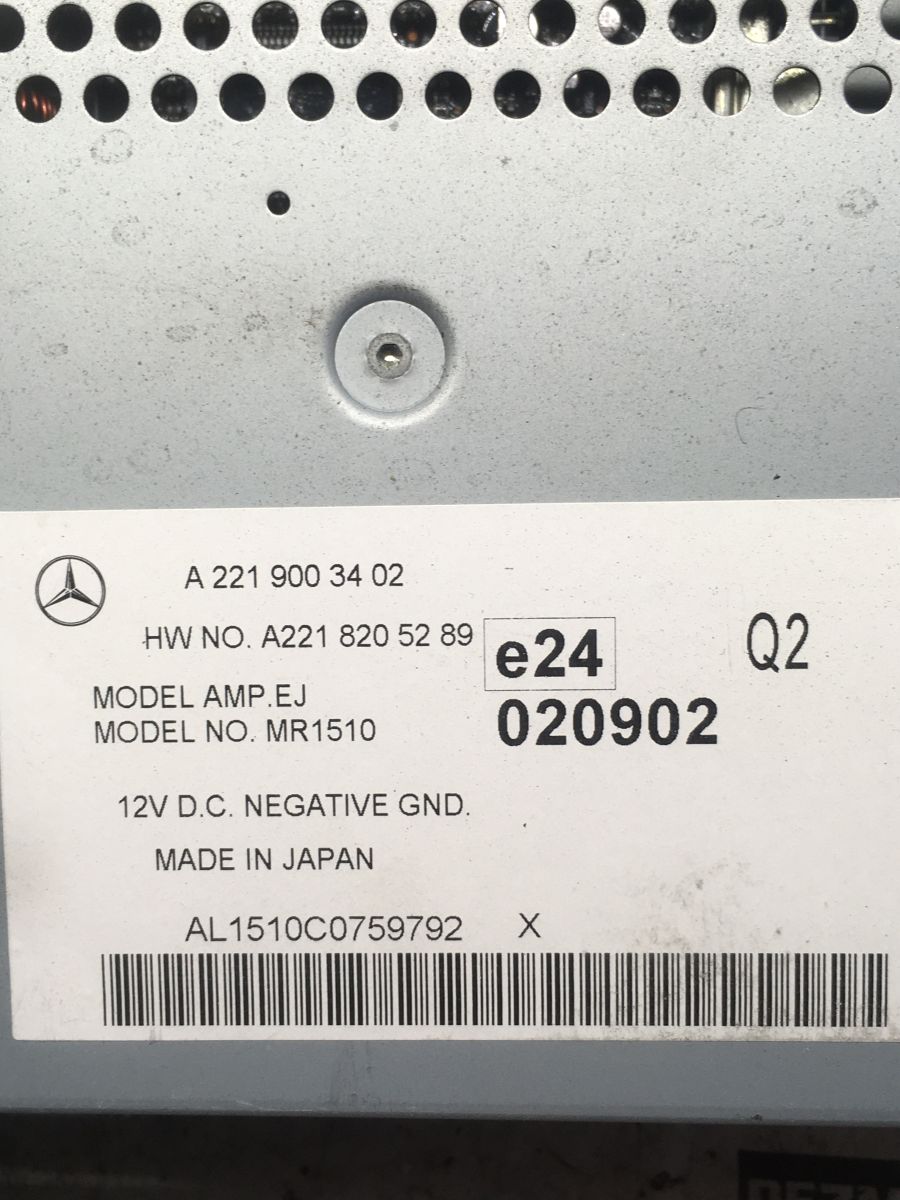 A 221 900 34 02
HW NO. A221 820 52 89
e24
Q2
MODEL AMP.EJ
MODEL NO. MR1510
020902
12V D.C. NEGATIVE GND.
MADE IN JAPAN
AL1510C0759792 X